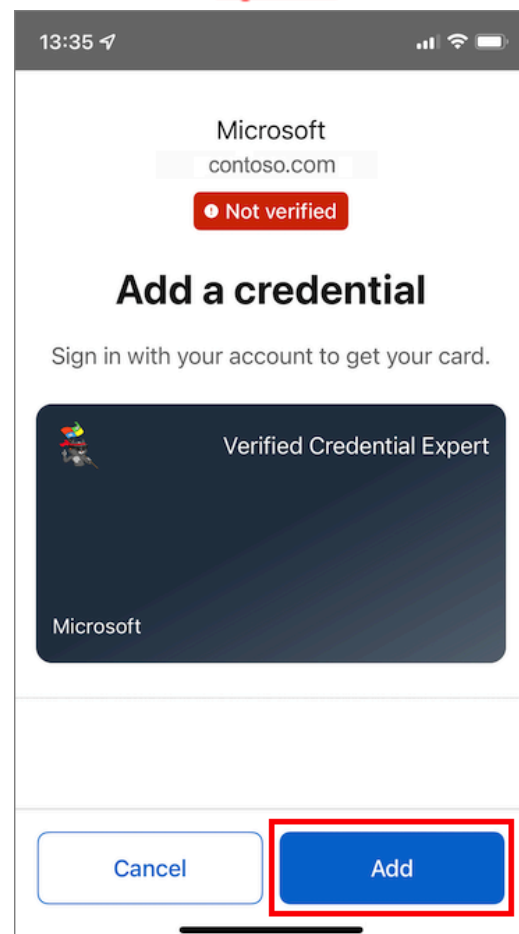 13:35
Microsoft
contoso.com
Not verified
Add a credential
Sign in with your account to get your card.
Verified Credential Expert
Microsoft
Cancel
Add